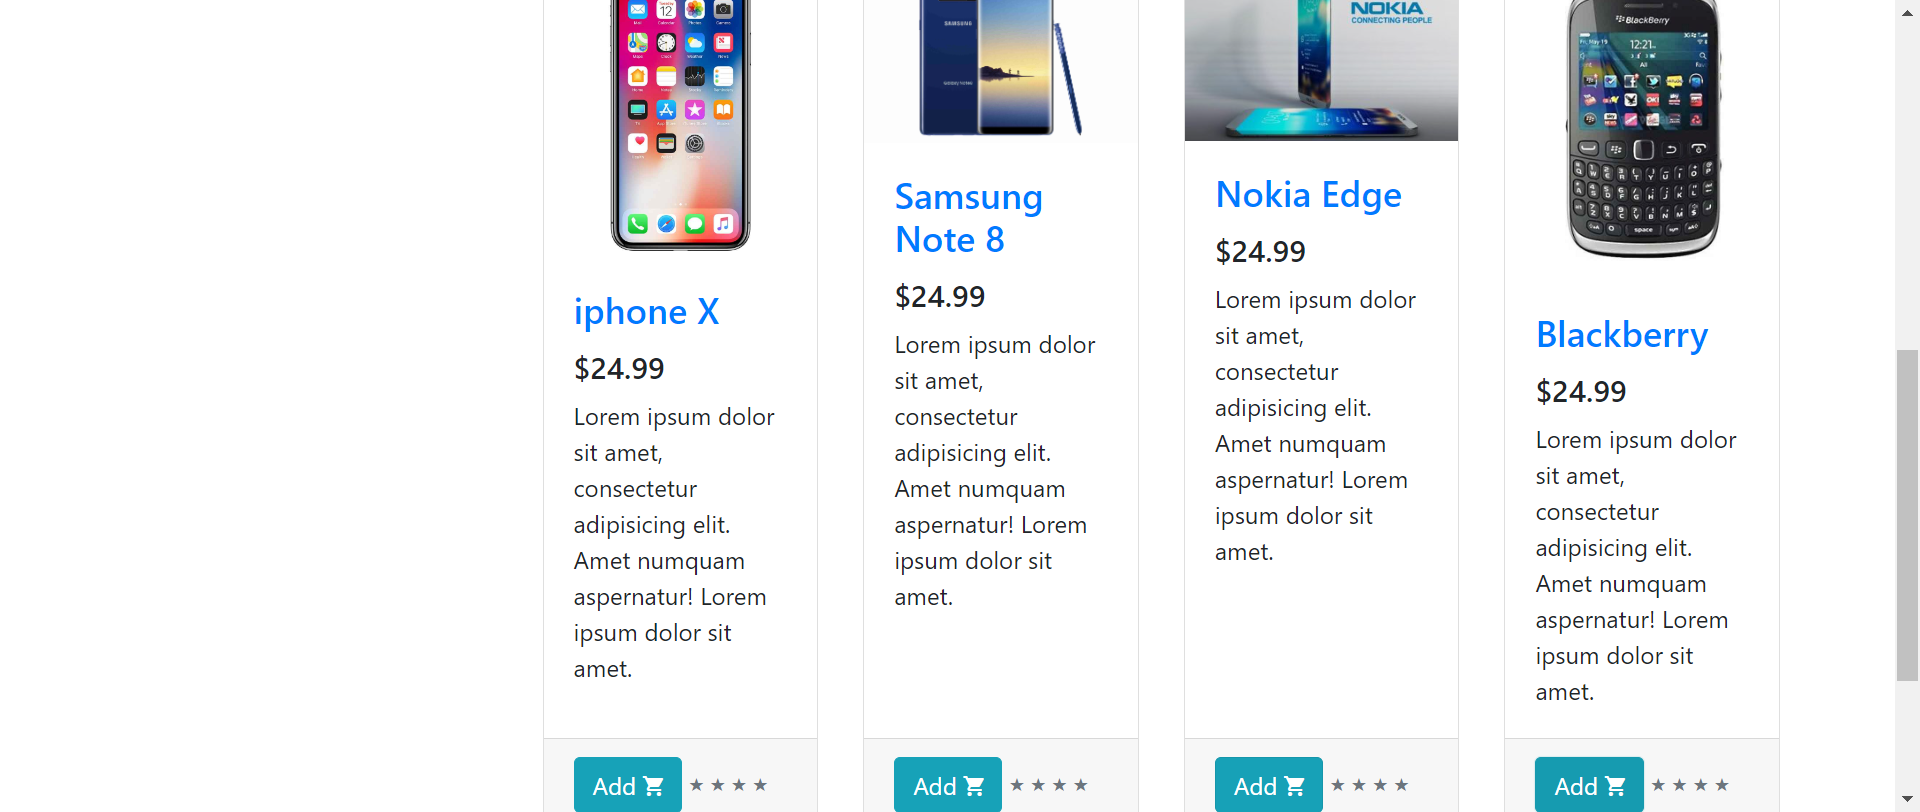 iphone X
$24.99
Lorem ipsum dolor
sit amet,
consectetur
adipisicing elit.
Amet numquam
aspernatur! Lorem
ipsum dolor sit
amet.
Add ★ ★ ★ ★
SAMSUNG
Samsung
Note 8
$24.99
Lorem ipsum dolor
sit amet,
consectetur
adipisicing elit.
Amet numquam
aspernatur! Lorem
ipsum dolor sit
amet.
Add ★ ★ ★ ★
NOKIA
CONNECTING PEOPLE
Nokia Edge
$24.99
Lorem ipsum dolor
sit amet,
consectetur
adipisicing elit.
Amet numquam
aspernatur! Lorem
ipsum dolor sit
amet.
Add ★ ★ ★ ★
BlackBerry
12:21
All
Blackberry
$24.99
Lorem ipsum dolor
sit amet,
consectetur
adipisicing elit.
Amet numquam
aspernatur! Lorem
ipsum dolor sit
amet.
Add ★ ★ ★ ★